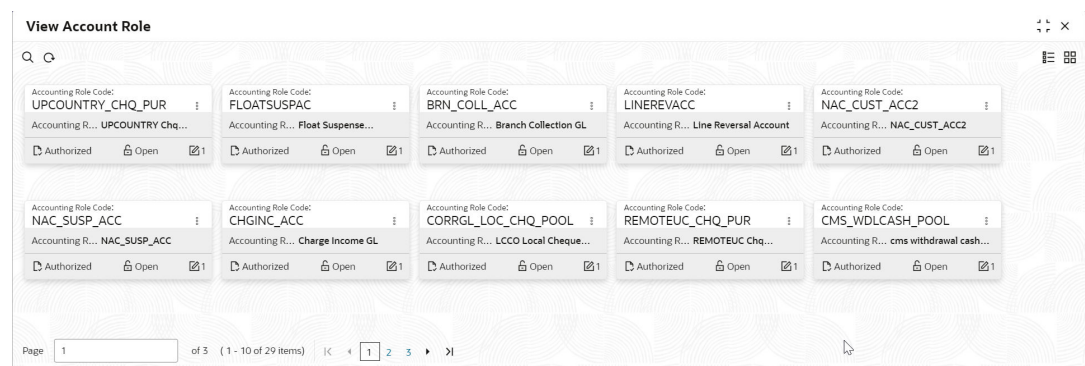 View Account Role
Accounting Role Code: Accounting Role Code: Accounting Role Code: Accounting Role Code: Accounting Role Code:
UPCOUNTRY_CHQ_PUR FLOATSUSPAC BRN_COLL_ACC LINEREVACC NAC_CUST_ACC2
Accounting R... UPCOUNTRY Chq... Accounting R... Float Suspense... Accounting R... Branch Collection GL Accounting R... LIne Reversal Account Accounting R... NAC_CUST_ACC2
Authorized Open 1 Authorized Open 1 Authorized Open 1 Authorized Open 1 Authorized Open 1
Accounting Role Code: Accounting Role Code: Accounting Role Code: Accounting Role Code: Accounting Role Code:
NAC_SUSP_ACC CHGINC_ACC CORRGL_LOC_CHQ_POOL REMOTEUC_CHQ_PUR CMS_WDLCASH_POOL
Accounting R... NAC_SUSP_ACC Accounting R... Charge Income GL Accounting R... LCCO Local Cheque... Accounting R... REMOTEUC Chq... Accounting R... cms withdrawal cash...
Authorized Open 1 Authorized Open 1 Authorized Open 1 Authorized Open 1 Authorized Open 1
Page 1 of 3 (1 - 10 of 29 items) 1 2 3